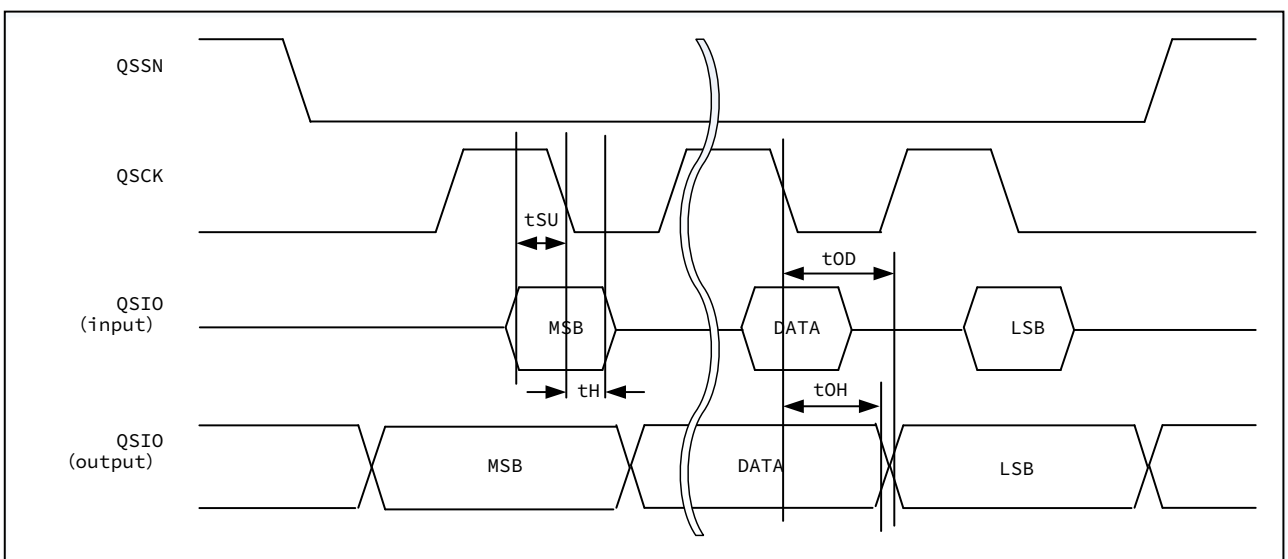 QSSN
QSCK
tSU
tOD
QSIO
（input）
MSB
DATA
LSB
tH
tOH
QSIO
（output）
MSB
DATA
LSB